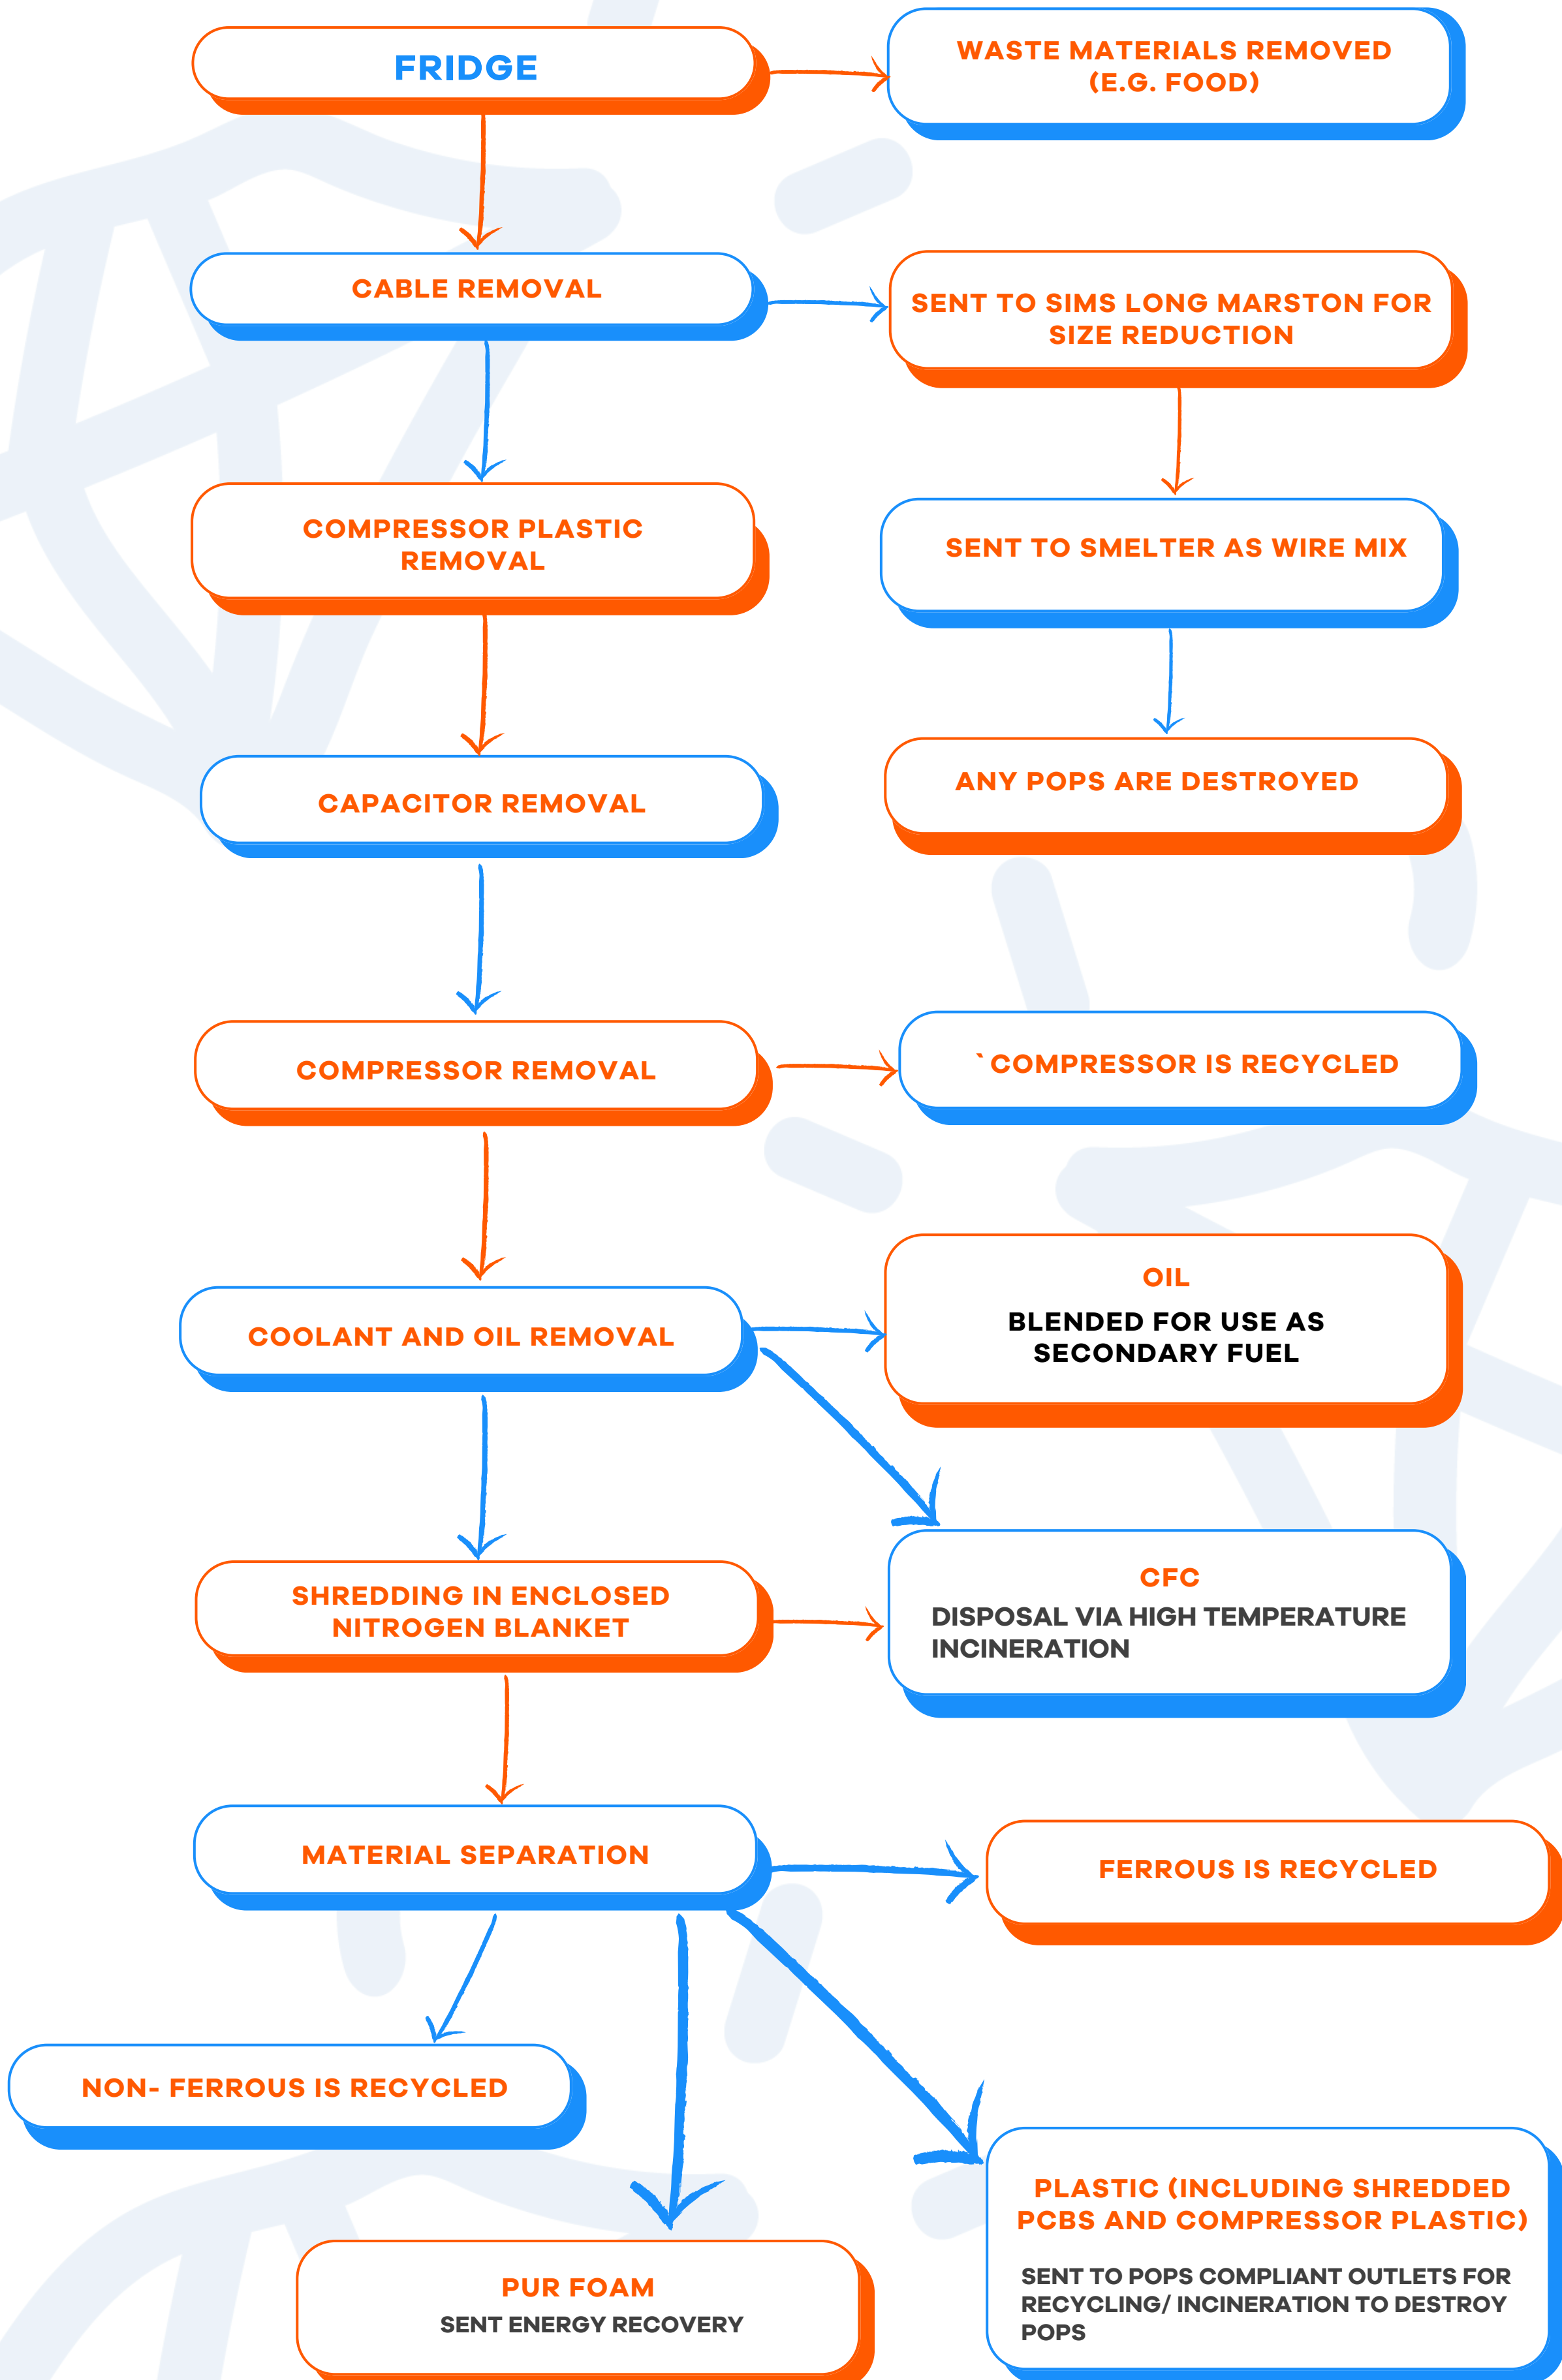 FRIDGE
WASTE MATERIALS REMOVED
(E.G. FOOD)
CABLE REMOVAL
SENT TO SIMS LONG MARSTON FOR
SIZE REDUCTION
COMPRESSOR PLASTIC
REMOVAL
SENT TO SMELTER AS WIRE MIX
CAPACITOR REMOVAL
ANY POPS ARE DESTROYED
COMPRESSOR REMOVAL
`COMPRESSOR IS RECYCLED
COOLANT AND OIL REMOVAL
OIL
BLENDED FOR USE AS
SECONDARY FUEL
SHREDDING IN ENCLOSED
NITROGEN BLANKET
CFC
DISPOSAL VIA HIGH TEMPERATURE
INCINERATION
MATERIAL SEPARATION
FERROUS IS RECYCLED
NON- FERROUS IS RECYCLED
PUR FOAM
SENT ENERGY RECOVERY
PLASTIC (INCLUDING SHREDDED
PCBS AND COMPRESSOR PLASTIC)
SENT TO POPS COMPLIANT OUTLETS FOR
RECYCLING/ INCINERATION TO DESTROY
POPS